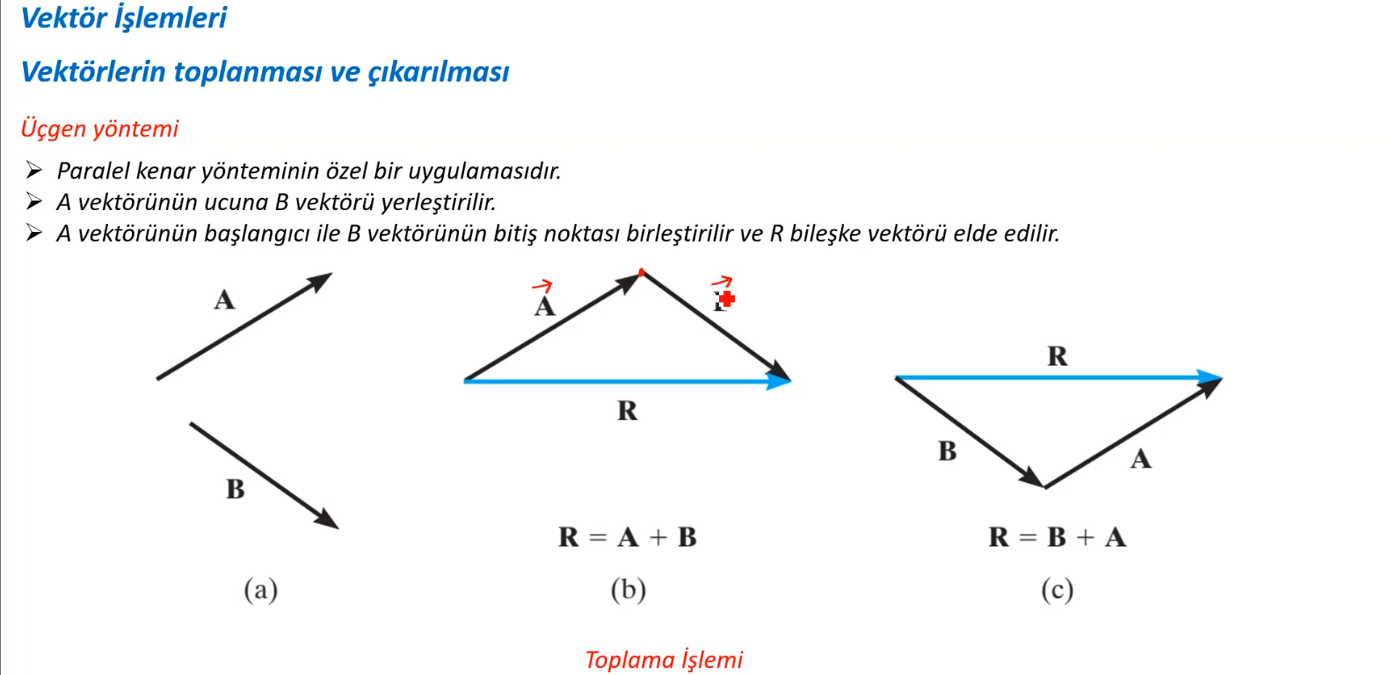 Vektör İşlemleri
Vektörlerin toplanması ve çıkarılması
Üçgen yöntemi
Paralel kenar yönteminin özel bir uygulamasıdır.
A vektörünün ucuna B vektörü yerleştirilir.
A vektörünün başlangıcı ile B vektörünün bitiş noktası birleştirilir ve R bileşke vektörü elde edilir.
A
B
A
R
R
B
A
R = A + B
R = B + A
(a)
(b)
(c)
Toplama İşlemi